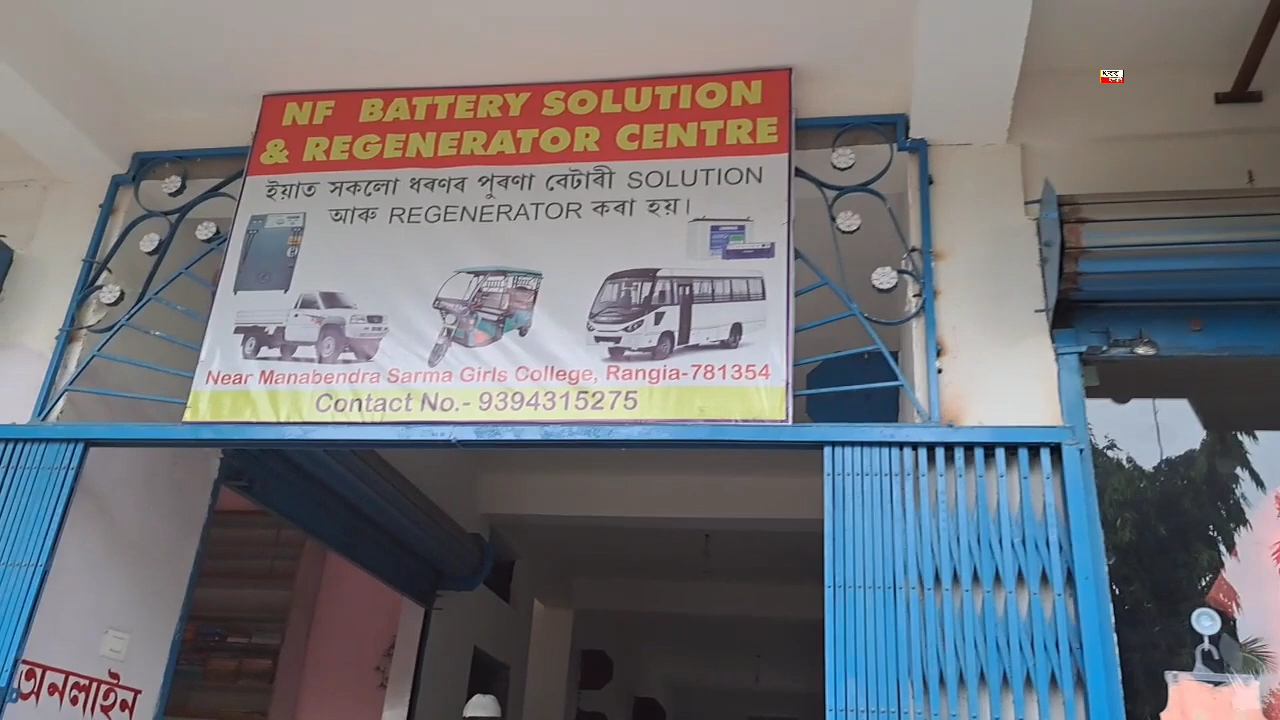 NF BATTERY SOLUTION
& REGENERATOR CENTRE
ইয়াত সকলো ধৰণৰ পুৰণা বেটাৰী SOLUTION
আৰু REGENERATOR কৰা হয়।
Near Manabendra Sarma Girls College, Rangia-781354
Contact No.- 9394315275
অনলাইন